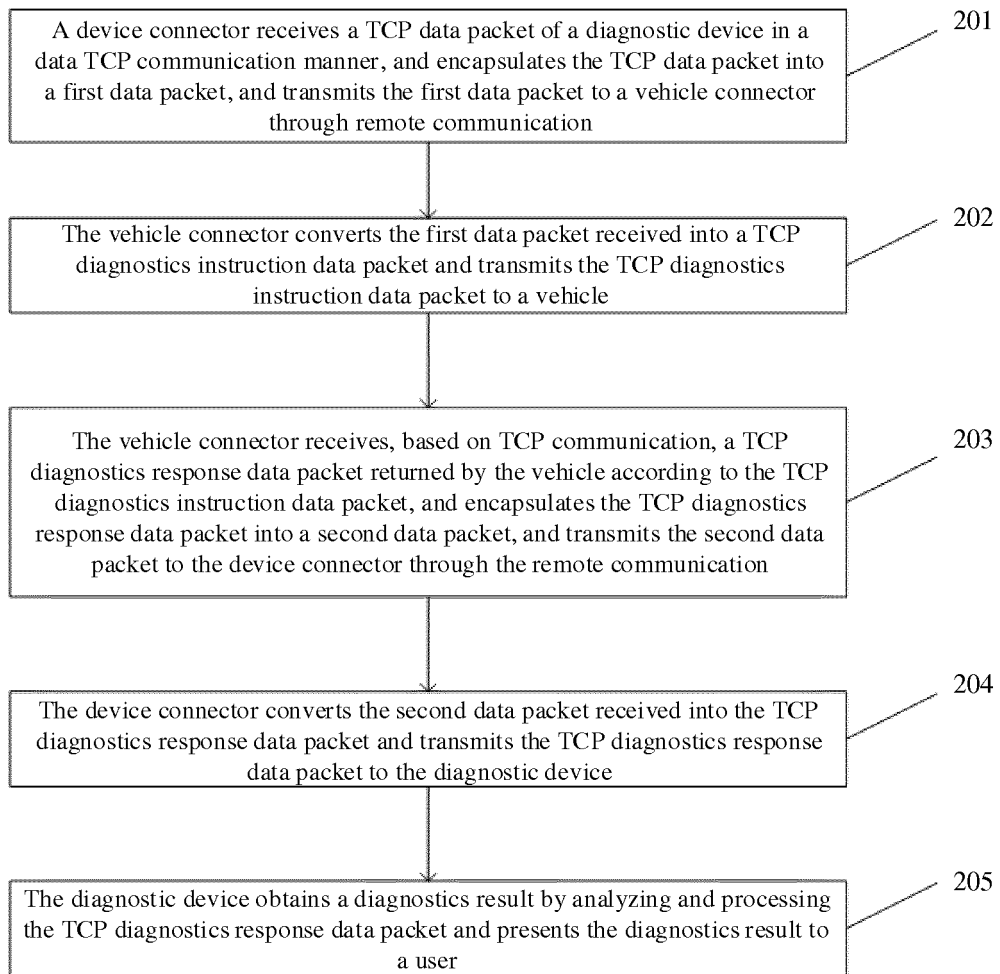 A device connector receives a TCP data packet of a diagnostic device in a
data TCP communication manner, and encapsulates the TCP data packet into
a first data packet, and transmits the first data packet to a vehicle connector
through remote communication
201
The vehicle connector converts the first data packet received into a TCP
diagnostics instruction data packet and transmits the TCP diagnostics
instruction data packet to a vehicle
202
The vehicle connector receives, based on TCP communication, a TCP
diagnostics response data packet returned by the vehicle according to the TCP
diagnostics instruction data packet, and encapsulates the TCP diagnostics
response data packet into a second data packet, and transmits the second data
packet to the device connector through the remote communication
203
The device connector converts the second data packet received into the TCP
diagnostics response data packet and transmits the TCP diagnostics response
data packet to the diagnostic device
204
The diagnostic device obtains a diagnostics result by analyzing and processing
the TCP diagnostics response data packet and presents the diagnostics result to
a user
205